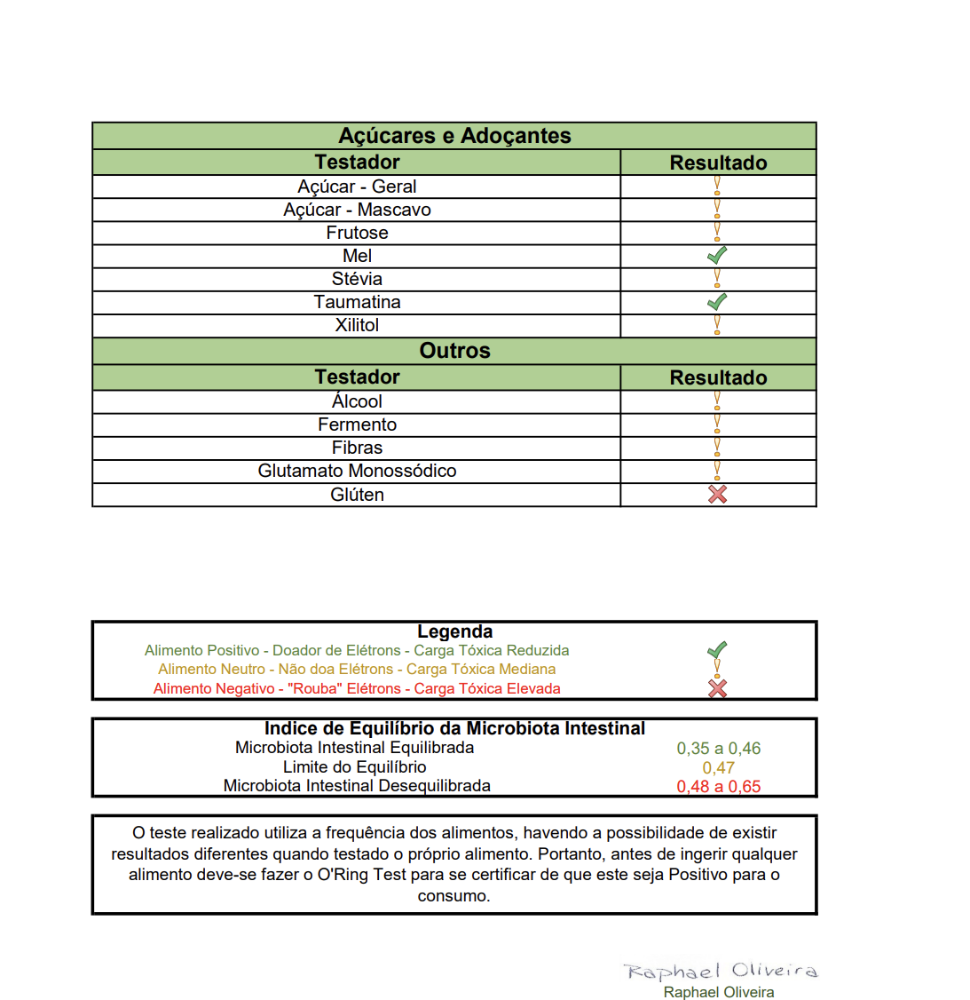 Açúcares e Adoçantes
Testador Resultado
Açúcar - Geral
Açúcar - Mascavo
Frutose
Mel
Stévia
Taumatina
Xilitol
Outros
Testador Resultado
Álcool
Fermento
Fibras
Glutamato Monossódico
Glúten
Legenda
Alimento Positivo - Doador de Elétrons - Carga Tóxica Reduzida
Alimento Neutro - Não doa Elétrons - Carga Tóxica Mediana
Alimento Negativo - "Rouba" Elétrons - Carga Tóxica Elevada
Indice de Equilíbrio da Microbiota Intestinal
Microbiota Intestinal Equilibrada 0,35 a 0,46
Limite do Equilíbrio 0,47
Microbiota Intestinal Desequilibrada 0,48 a 0,65
O teste realizado utiliza a frequência dos alimentos, havendo a possibilidade de existir
resultados diferentes quando testado o próprio alimento. Portanto, antes de ingerir qualquer
alimento deve-se fazer o O'Ring Test para se certificar de que este seja Positivo para o
consumo.
Raphael Oliveira
Raphael Oliveira